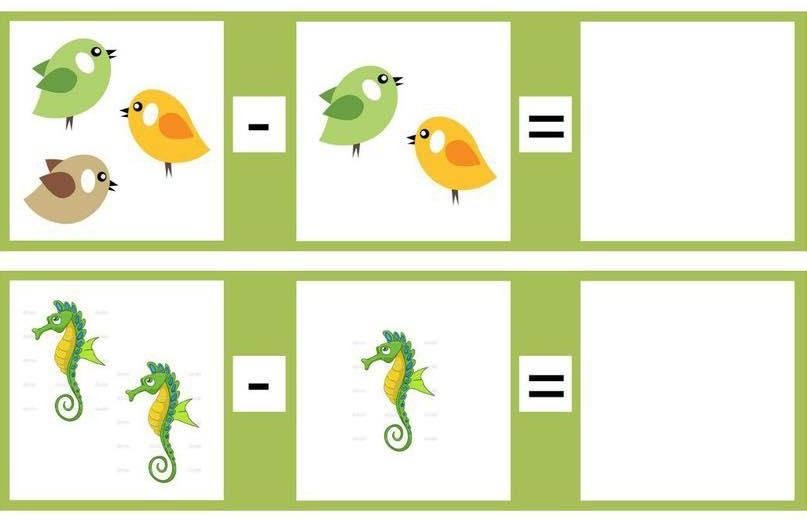 - =
- =